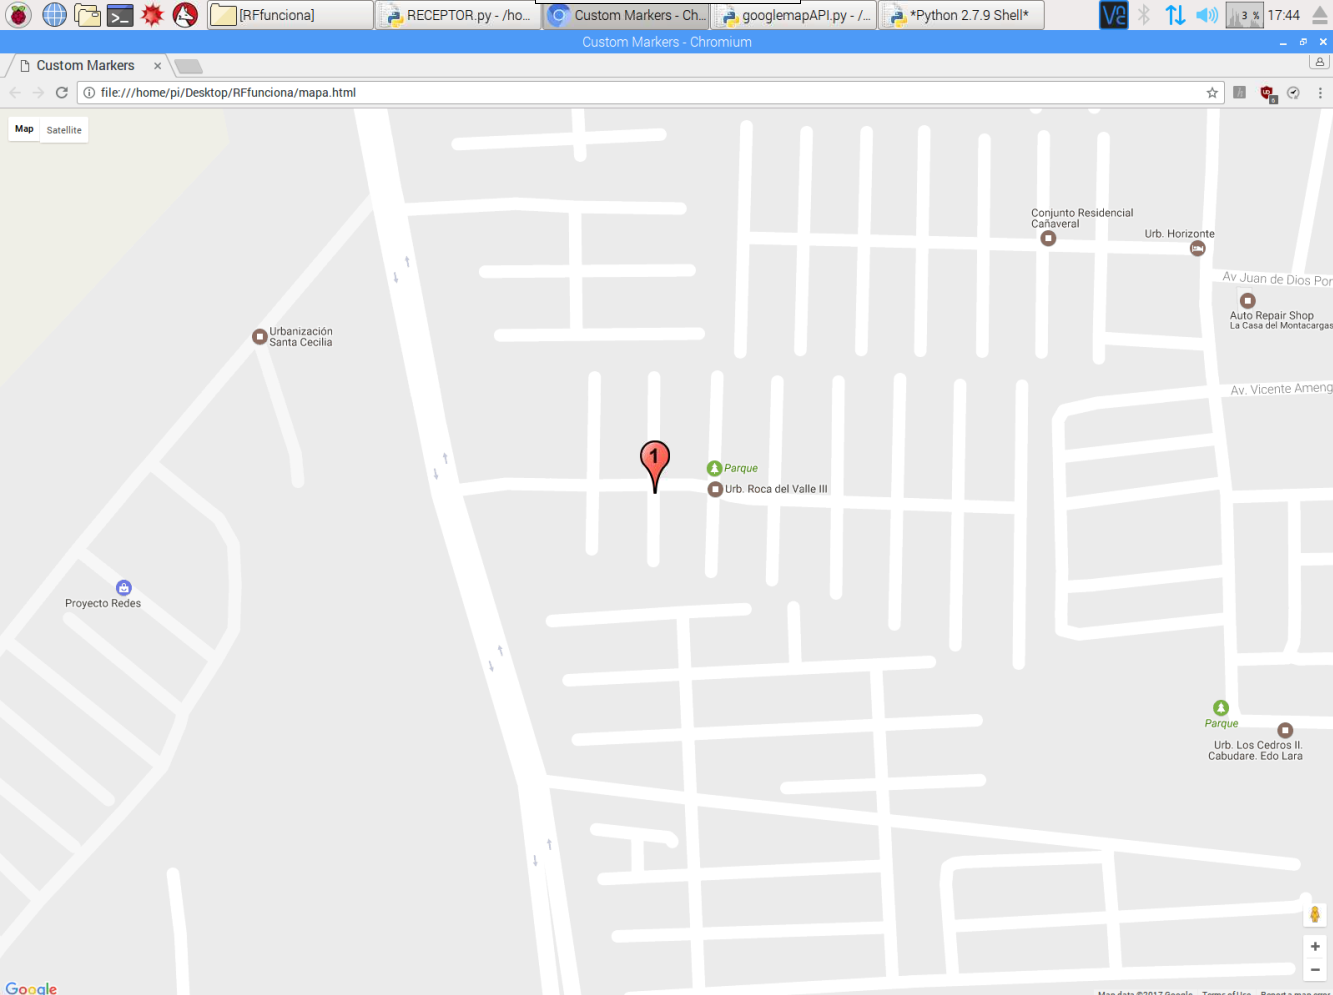 [RFfunciona]
RECEPTOR.py - /ho...
Custom Markers - Ch...
googlemapAPI.py - /...
*Python 2.7.9 Shell*
3 %
17:44
Custom Markers - Chromium
Custom Markers
file:///home/pi/Desktop/RFfunciona/mapa.html
Map
Satellite
Conjunto Residencial
Cañaveral
Urb. Horizonte
Av Juan de Dios Pon
Auto Repair Shop
La Casa del Montacargas
Urbanización
Santa Cecilia
Av. Vicente Ameng
1
Parque
Urb. Roca del Valle III
Proyecto Redes
Parque
Urb. Los Cedros II.
Cabudare. Edo Lara
+
−
Google
Map data ©2017 Google
Terms of Use
Report a map error